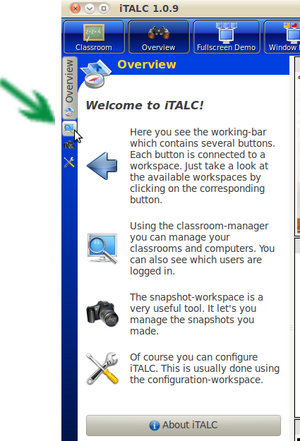 iTALC 1.0.9
Classroom
Overview
Fullscreen Demo
Window
Overview
Overview
Welcome to iTALC!
Here you see the working-bar
which contains several buttons.
Each button is connected to a
workspace. Just take a look at
the available workspaces by
clicking on the corresponding
button.
Using the classroom-manager
you can manage your
classrooms and computers. You
can also see which users are
logged in.
The snapshot-workspace is a
very useful tool. It let's you
manage the snapshots you
made.
Of course you can configure
iTALC. This is usually done using
the configuration-workspace.
About iTALC